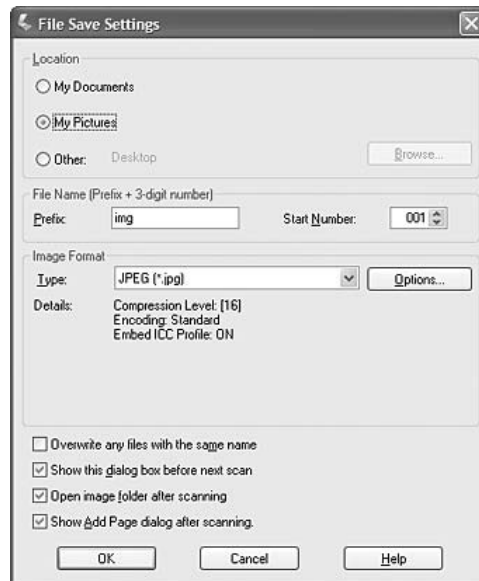 File Save Settings
Location
My Documents
My Pictures
Other: Desktop Browse...
File Name (Prefix + 3-digit number)
Prefix: img Start Number: 001
Image Format
Type: JPEG (*.jpg) Options...
Details: Compression Level: [16]
Encoding: Standard
Embed ICC Profile: ON
Overwrite any files with the same name
Show this dialog box before next scan
Open image folder after scanning
Show Add Page dialog after scanning.
OK Cancel Help